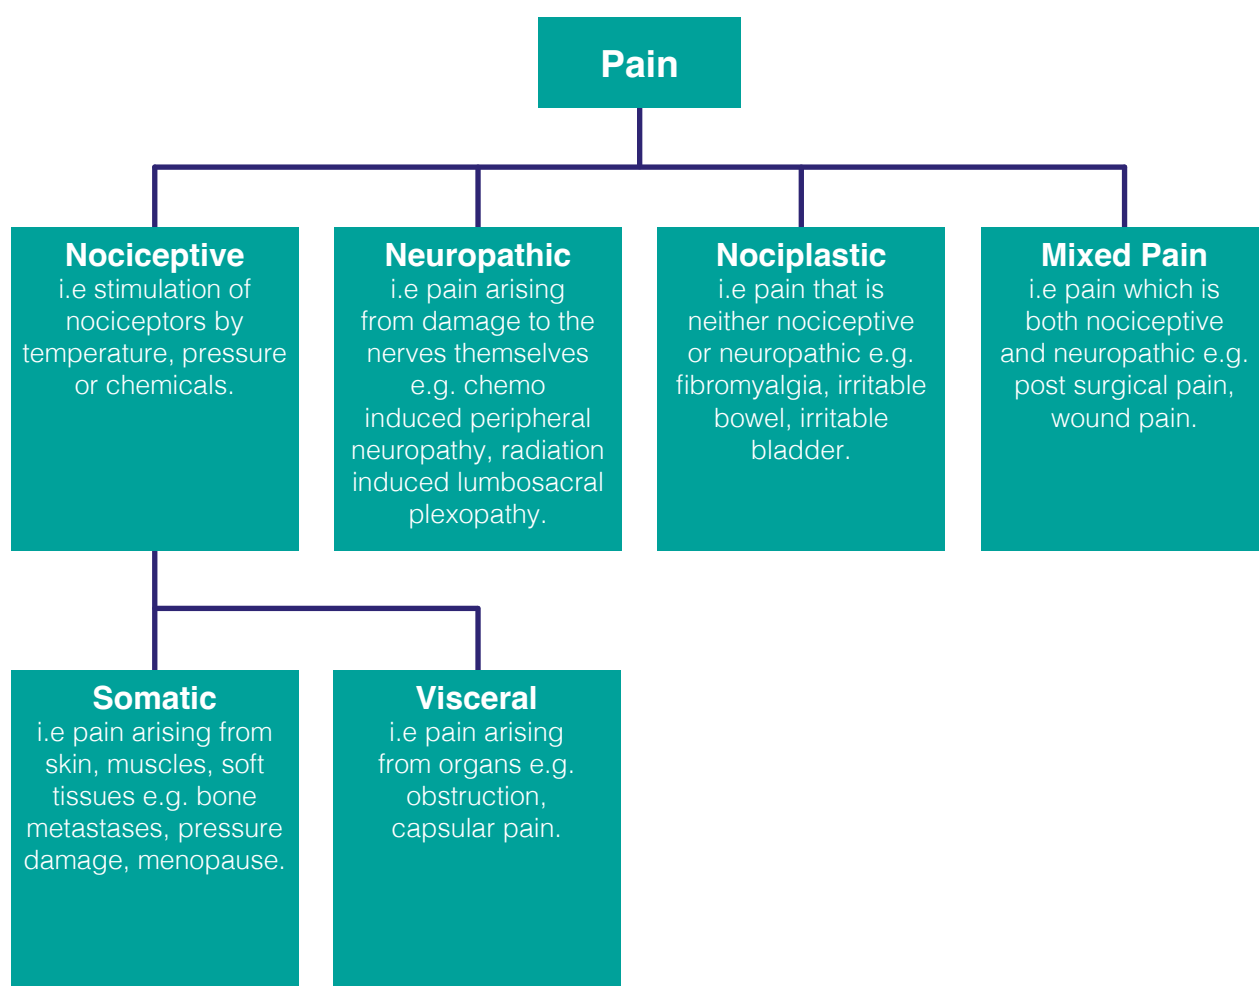 Pain
Nociceptive
i.e stimulation of
nociceptors by
temperature, pressure
or chemicals.
Neuropathic
i.e pain arising
from damage to the
nerves themselves
e.g. chemo
induced peripheral
neuropathy, radiation
induced lumbosacral
plexopathy.
Nociplastic
i.e pain that is
neither nociceptive
or neuropathic e.g.
fibromyalgia, irritable
bowel, irritable
bladder.
Mixed Pain
i.e pain which is
both nociceptive
and neuropathic e.g.
post surgical pain,
wound pain.
Somatic
i.e pain arising from
skin, muscles, soft
tissues e.g. bone
metastases, pressure
damage, menopause.
Visceral
i.e pain arising
from organs e.g.
obstruction,
capsular pain.